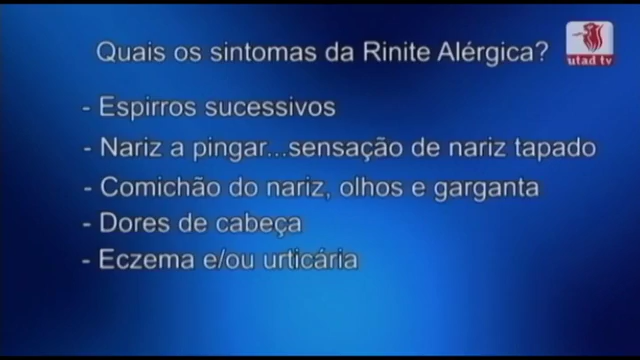 Quais os sintomas da Rinite Alérgica?
utad tv
- Espirros sucessivos
- Nariz a pingar...sensação de nariz tapado
- Comichão do nariz, olhos e garganta
- Dores de cabeça
- Eczema e/ou urticária